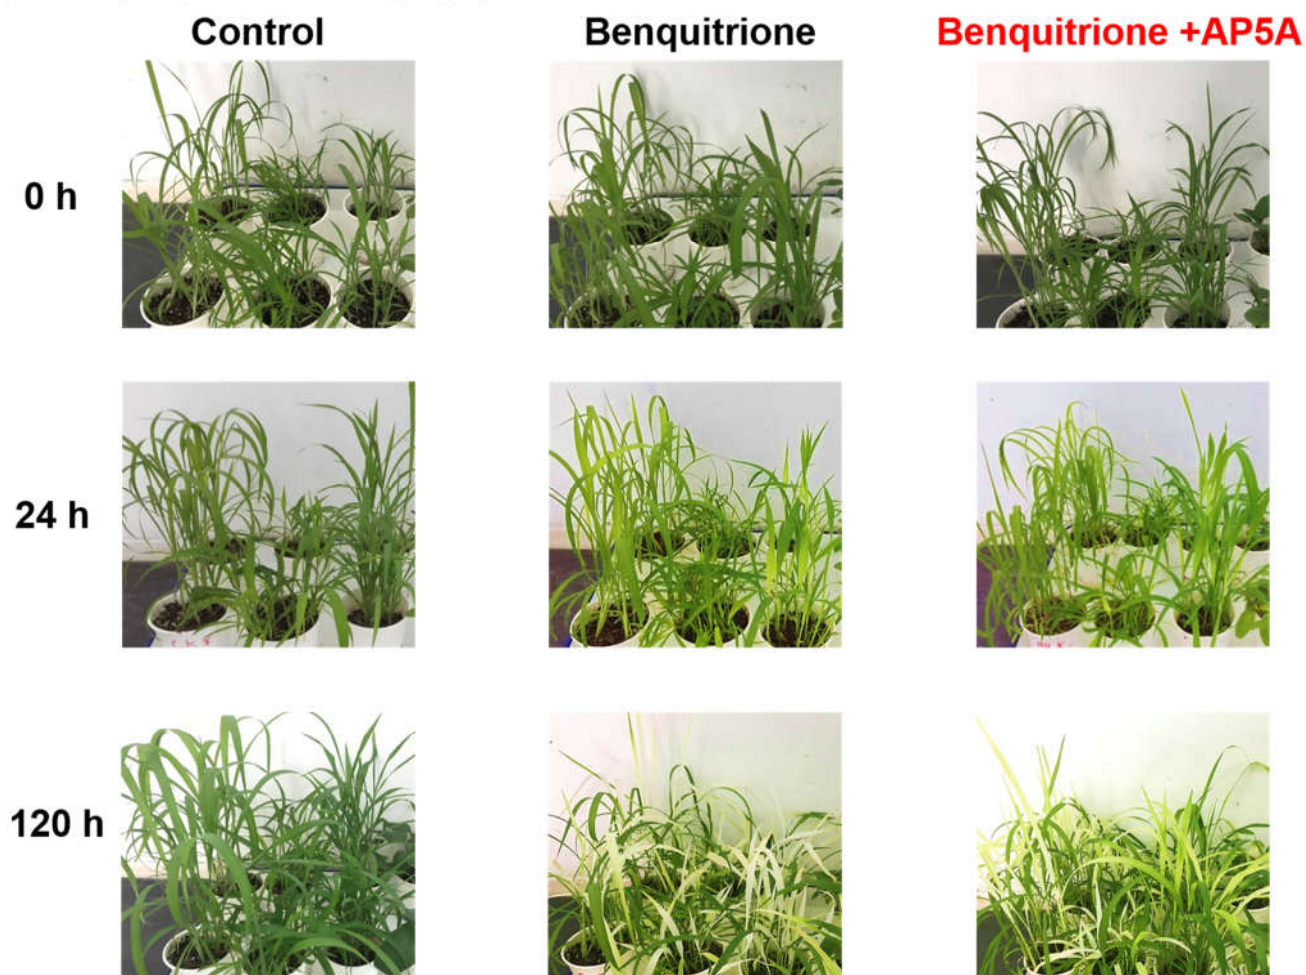 Control
Benquitrione
Benquitrione +AP5A
0 h
24 h
120 h